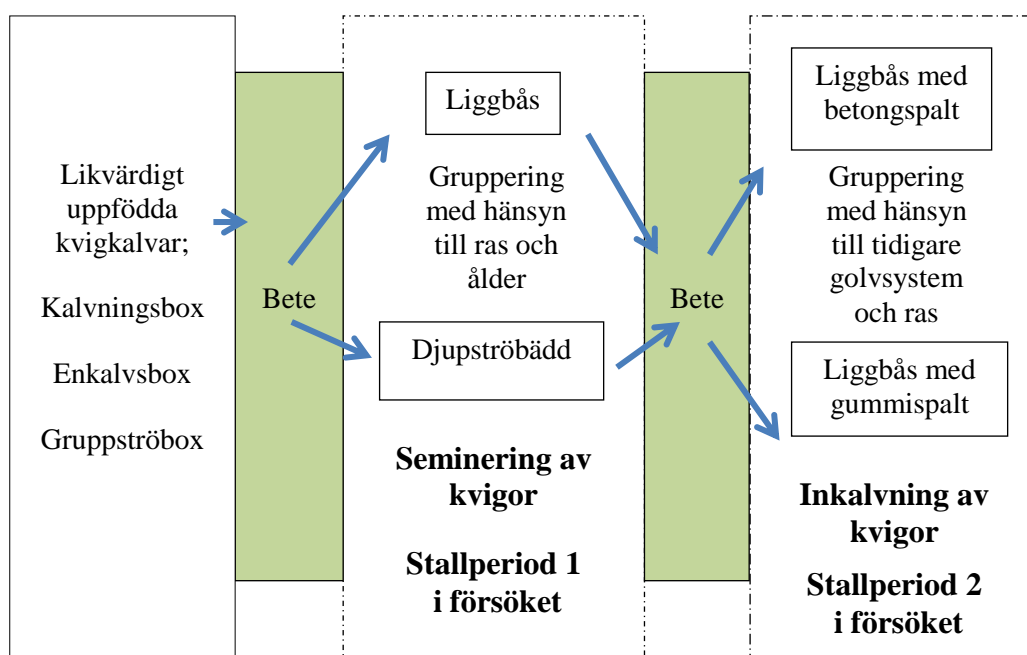 Likvärdigt
uppfödda
kvigkalvar;
Kalvningsbox
Enkalvsbox
Gruppströbox
Bete
Liggbås
Gruppering
med hänsyn
till ras och
ålder
Djupströbädd
Seminering av
kvigor
Stallperiod 1
i försöket
Bete
Liggbås med
betongspalt
Gruppering
med hänsyn
till tidigare
golvsystem
och ras
Liggbås med
gummispalt
Inkalvning av
kvigor
Stallperiod 2
i försöket